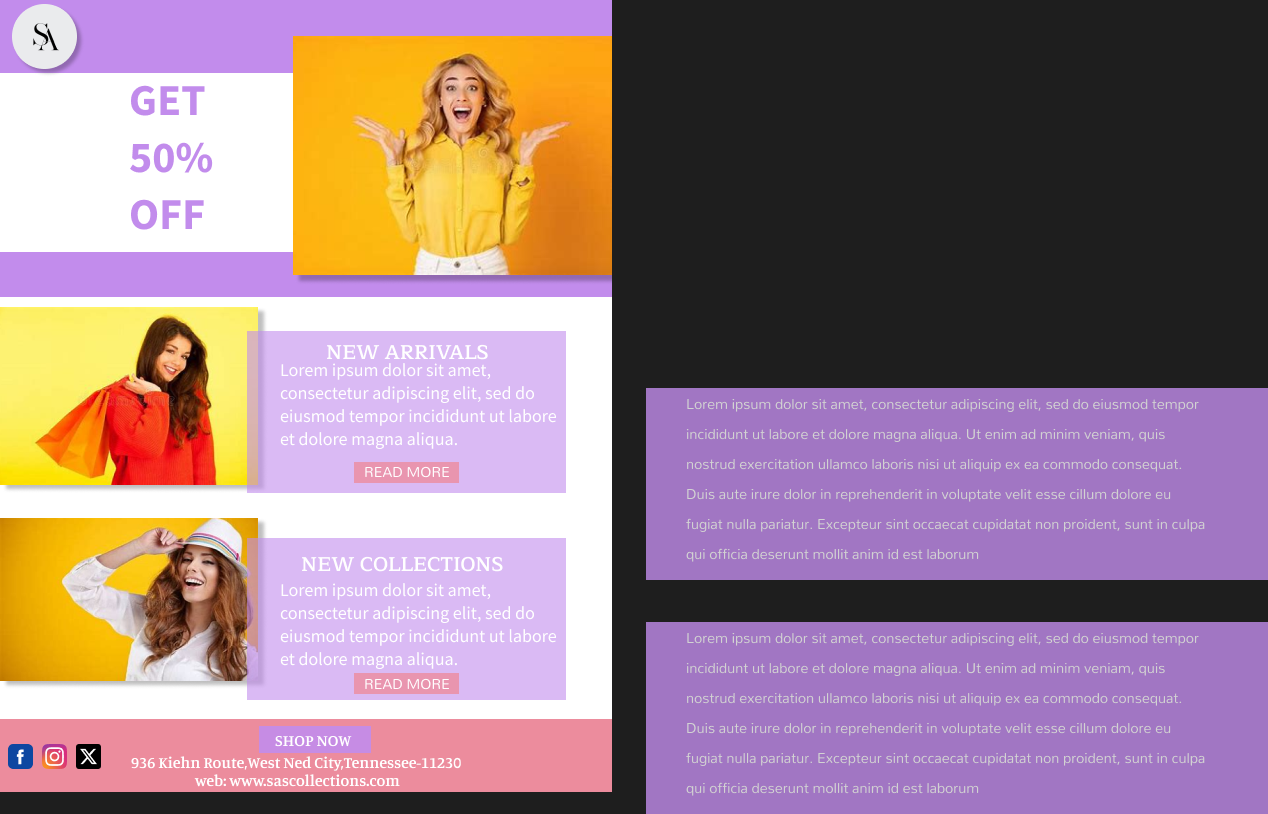 SA
GET
50%
OFF
NEW ARRIVALS
Lorem ipsum dolor sit amet,
consectetur adipiscing elit, sed do
eiusmod tempor incididunt ut labore
et dolore magna aliqua.
READ MORE
NEW COLLECTIONS
Lorem ipsum dolor sit amet,
consectetur adipiscing elit, sed do
eiusmod tempor incididunt ut labore
et dolore magna aliqua.
READ MORE
SHOP NOW
936 Kiehn Route,West Ned City,Tennessee-11230
web: www.sascollections.com
Lorem ipsum dolor sit amet, consectetur adipiscing elit, sed do eiusmod tempor
incididunt ut labore et dolore magna aliqua. Ut enim ad minim veniam, quis
nostrud exercitation ullamco laboris nisi ut aliquip ex ea commodo consequat.
Duis aute irure dolor in reprehenderit in voluptate velit esse cillum dolore eu
fugiat nulla pariatur. Excepteur sint occaecat cupidatat non proident, sunt in culpa
qui officia deserunt mollit anim id est laborum
Lorem ipsum dolor sit amet, consectetur adipiscing elit, sed do eiusmod tempor
incididunt ut labore et dolore magna aliqua. Ut enim ad minim veniam, quis
nostrud exercitation ullamco laboris nisi ut aliquip ex ea commodo consequat.
Duis aute irure dolor in reprehenderit in voluptate velit esse cillum dolore eu
fugiat nulla pariatur. Excepteur sint occaecat cupidatat non proident, sunt in culpa
qui officia deserunt mollit anim id est laborum